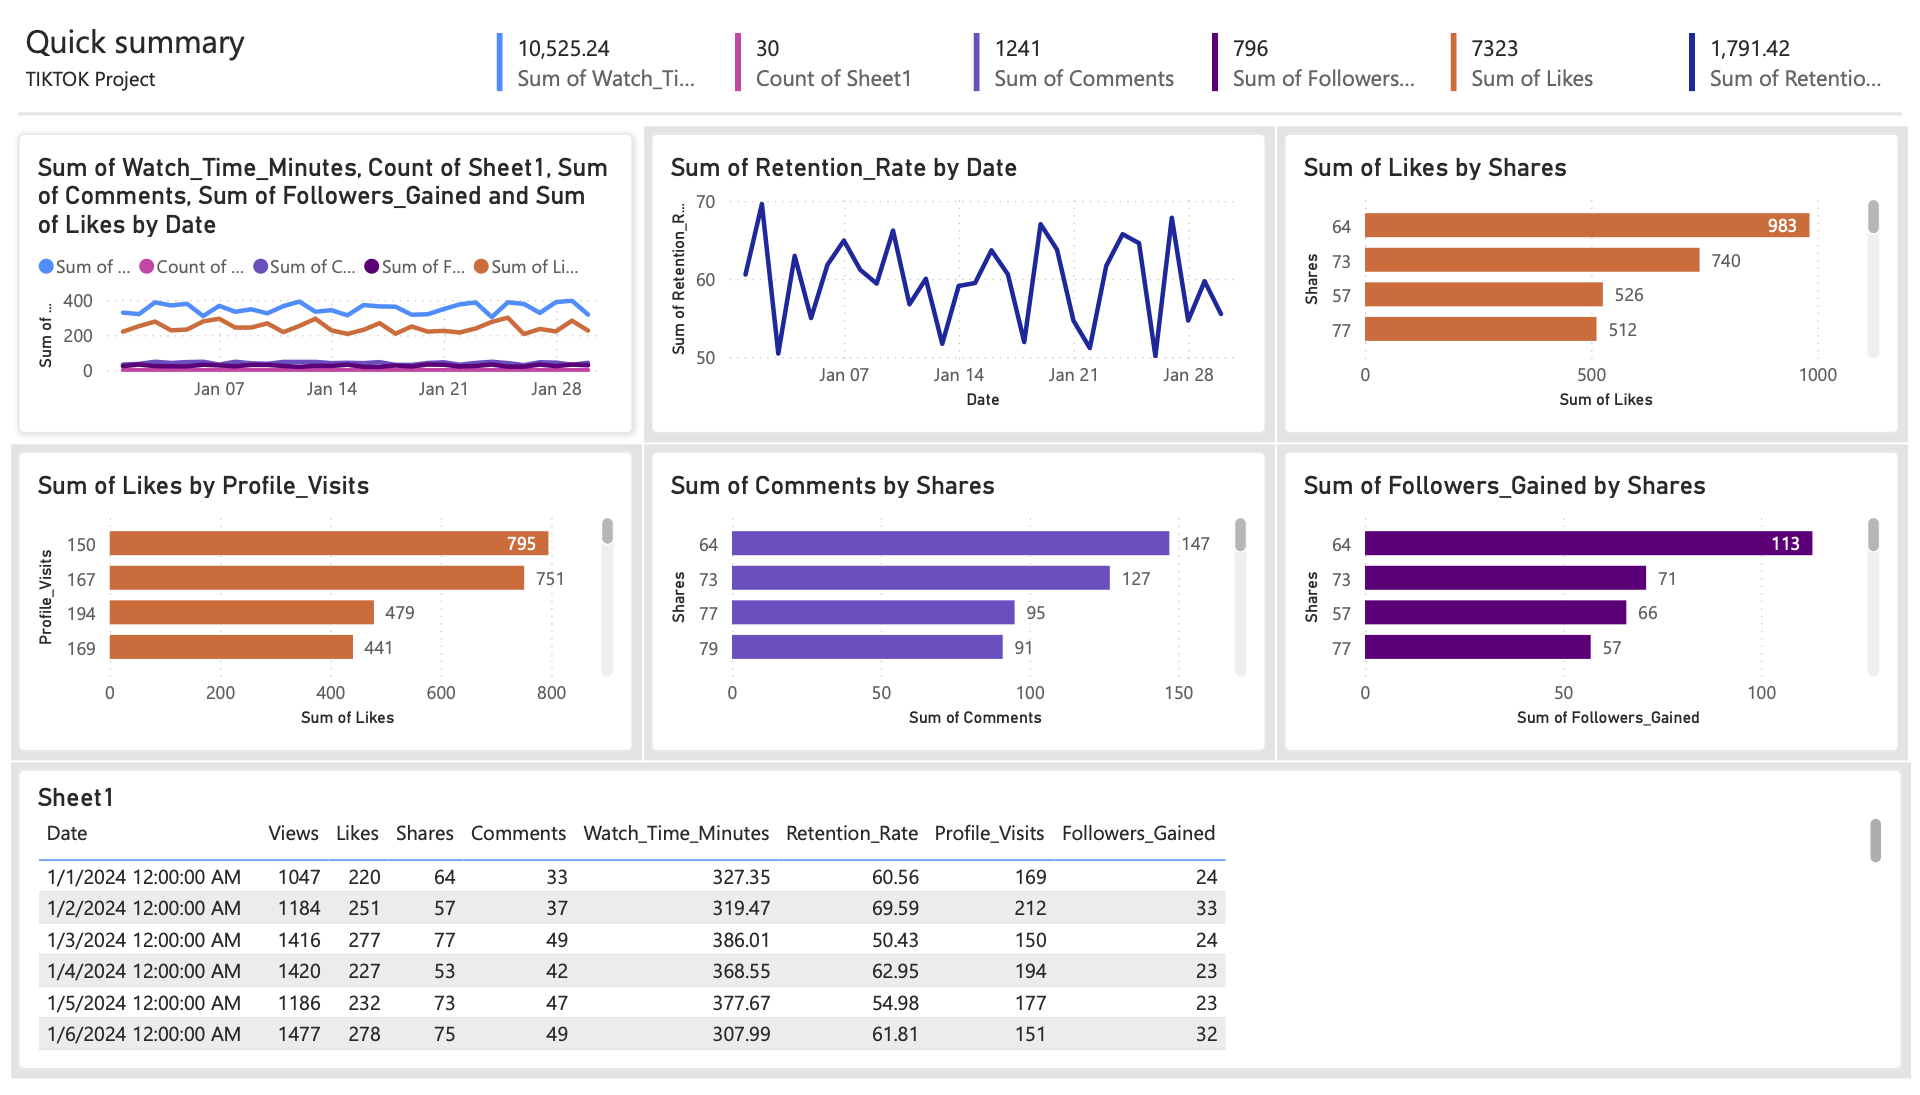 Quick summary
TIKTOK Project
10,525.24
Sum of Watch_Ti...
30
Count of Sheet1
1241
Sum of Comments
796
Sum of Followers...
7323
Sum of Likes
1,791.42
Sum of Retentio...
Sum of Watch_Time_Minutes, Count of Sheet1, Sum
of Comments, Sum of Followers_Gained and Sum
of Likes by Date
Sum of ... Count of ... Sum of C... Sum of F... Sum of Li...
Sum of ...
400
200
0
Jan 07 Jan 14 Jan 21 Jan 28
Sum of Retention_Rate by Date
Sum of Retention_R...
70
60
50
Jan 07 Jan 14 Jan 21 Jan 28
Date
Sum of Likes by Shares
Shares
64 983
73 740
57 526
77 512
0 500 1000
Sum of Likes
Sum of Likes by Profile_Visits
Profile_Visits
150 795
167 751
194 479
169 441
0 200 400 600 800
Sum of Likes
Sum of Comments by Shares
Shares
64 147
73 127
77 95
79 91
0 50 100 150
Sum of Comments
Sum of Followers_Gained by Shares
Shares
64 113
73 71
57 66
77 57
0 50 100
Sum of Followers_Gained
Sheet1
Date Views Likes Shares Comments Watch_Time_Minutes Retention_Rate Profile_Visits Followers_Gained
1/1/2024 12:00:00 AM 1047 220 64 33 327.35 60.56 169 24
1/2/2024 12:00:00 AM 1184 251 57 37 319.47 69.59 212 33
1/3/2024 12:00:00 AM 1416 277 77 49 386.01 50.43 150 24
1/4/2024 12:00:00 AM 1420 227 53 42 368.55 62.95 194 23
1/5/2024 12:00:00 AM 1186 232 73 47 377.67 54.98 177 23
1/6/2024 12:00:00 AM 1477 278 75 49 307.99 61.81 151 32